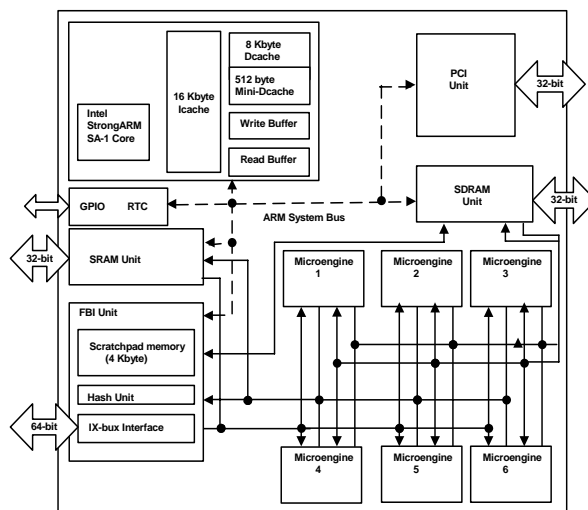 8 Kbyte
Dcache
512 byte
Mini-Dcache
16 Kbyte
Icache
Write Buffer
Read Buffer
Intel
StrongARM
SA-1 Core
PCI
Unit
32-bit
GPIO RTC
ARM System Bus
SDRAM
Unit
32-bit
32-bit
SRAM Unit
FBI Unit
Scratchpad memory
(4 Kbyte)
Hash Unit
64-bit
IX-bux Interface
Microengine
1
Microengine
2
Microengine
3
Microengine
4
Microengine
5
Microengine
6